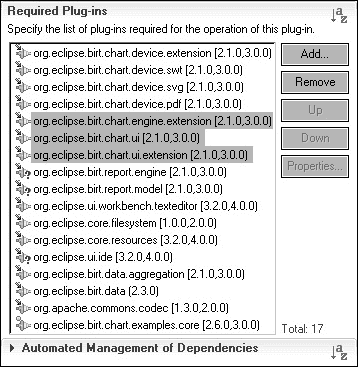 Required Plug-ins
Specify the list of plug-ins required for the operation of this plug-in.
org.eclipse.birt.chart.device.extension [2.1.0,3.0.0)
org.eclipse.birt.chart.device.swt [2.1.0,3.0.0)
org.eclipse.birt.chart.device.svg [2.1.0,3.0.0)
org.eclipse.birt.chart.device.pdf [2.1.0,3.0.0)
org.eclipse.birt.chart.engine.extension [2.1.0,3.0.0)
org.eclipse.birt.chart.ui [2.1.0,3.0.0)
org.eclipse.birt.chart.ui.extension [2.1.0,3.0.0)
org.eclipse.birt.report.engine [2.1.0,3.0.0)
org.eclipse.birt.report.model [2.1.0,3.0.0)
org.eclipse.ui.workbench.texteditor [3.2.0,4.0.0)
org.eclipse.core.filesystem [1.0.0,2.0.0)
org.eclipse.core.resources [3.2.0,4.0.0)
org.eclipse.ui.ide [3.2.0,4.0.0)
org.eclipse.birt.data.aggregation [2.1.0,3.0.0)
org.eclipse.birt.data (2.3.0)
org.apache.commons.codec [1.3.0,2.0.0)
org.eclipse.birt.chart.examples.core [2.6.0,3.0.0)
Add...
Remove
Up
Down
Properties...
Total: 17
Automated Management of Dependencies